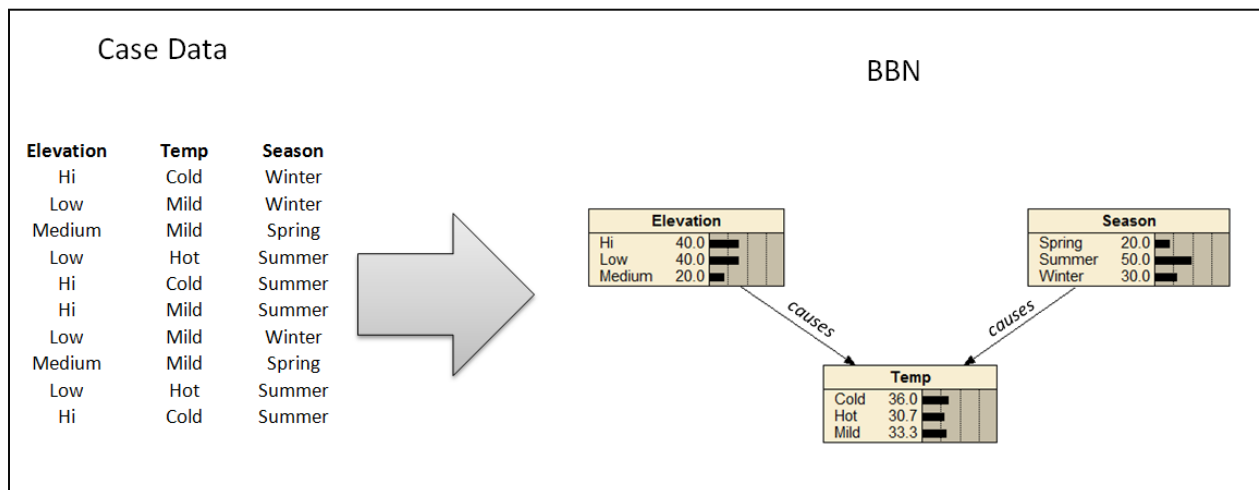 Case Data
Elevation Temp Season
Hi Cold Winter
Low Mild Winter
Medium Mild Spring
Low Hot Summer
Hi Cold Summer
Hi Mild Summer
Low Mild Winter
Medium Mild Spring
Low Hot Summer
Hi Cold Summer
BBN
Elevation
Hi 40.0
Low 40.0
Medium 20.0
Season
Spring 20.0
Summer 50.0
Winter 30.0
causes
causes
Temp
Cold 36.0
Hot 30.7
Mild 33.3